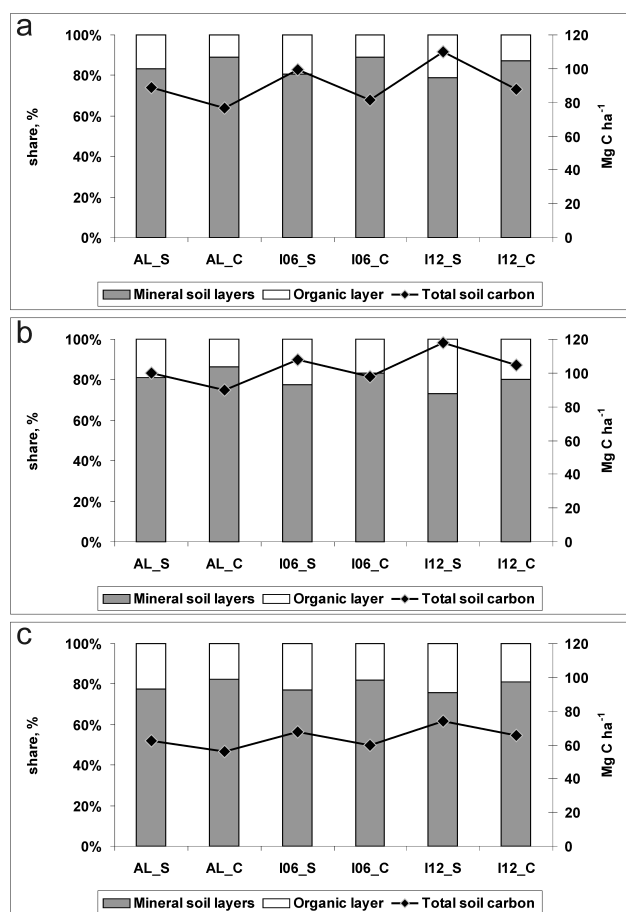 a
100%
80%
60%
40%
20%
0%
share, %
120
100
80
60
40
20
0
Mg C ha⁻¹
AL_S AL_C I06_S I06_C I12_S I12_C
Mineral soil layers Organic layer Total soil carbon
b
100%
80%
60%
40%
20%
0%
share, %
120
100
80
60
40
20
0
Mg C ha⁻¹
AL_S AL_C I06_S I06_C I12_S I12_C
Mineral soil layers Organic layer Total soil carbon
c
100%
80%
60%
40%
20%
0%
share, %
120
100
80
60
40
20
0
Mg C ha⁻¹
AL_S AL_C I06_S I06_C I12_S I12_C
Mineral soil layers Organic layer Total soil carbon